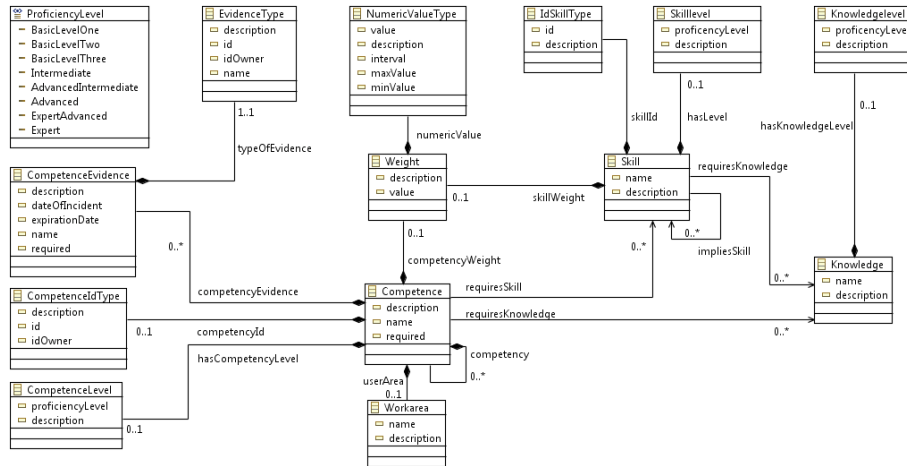 ProficiencyLevel
BasicLevelOne
BasicLevelTwo
BasicLevelThree
Intermediate
AdvancedIntermediate
Advanced
ExpertAdvanced
Expert
EvidenceType
description
id
idOwner
name
1..1
typeOfEvidence
NumericValueType
value
description
interval
maxValue
minValue
numericValue
IdSkillType
id
description
skillId
Skilllevel
proficencyLevel
description
0..1
hasLevel
Knowledgelevel
proficencyLevel
description
0..1
hasKnowledgeLevel
CompetenceEvidence
description
dateOfIncident
expirationDate
name
required
0..*
competencyEvidence
Weight
description
value
0..1
skillWeight
0..1
competencyWeight
Skill
name
description
requiresKnowledge
0..*
impliesSkill
0..*
0..*
Knowledge
name
description
CompetenceIdType
description
id
idOwner
0..1
competencyId
hasCompetencyLevel
Competence
description
name
required
requiresSkill
requiresKnowledge
0..*
competency
0..*
CompetenceLevel
proficiencyLevel
description
0..1
userArea
0..1
Workarea
name
description